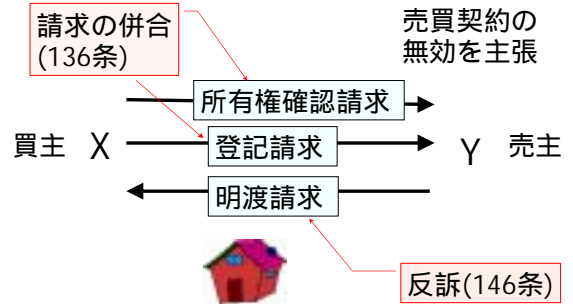 請求の併合
(136条)
売買契約の
無効を主張
所有権確認請求
買主 X
登記請求
Y 売主
明渡請求
反訴(146条)